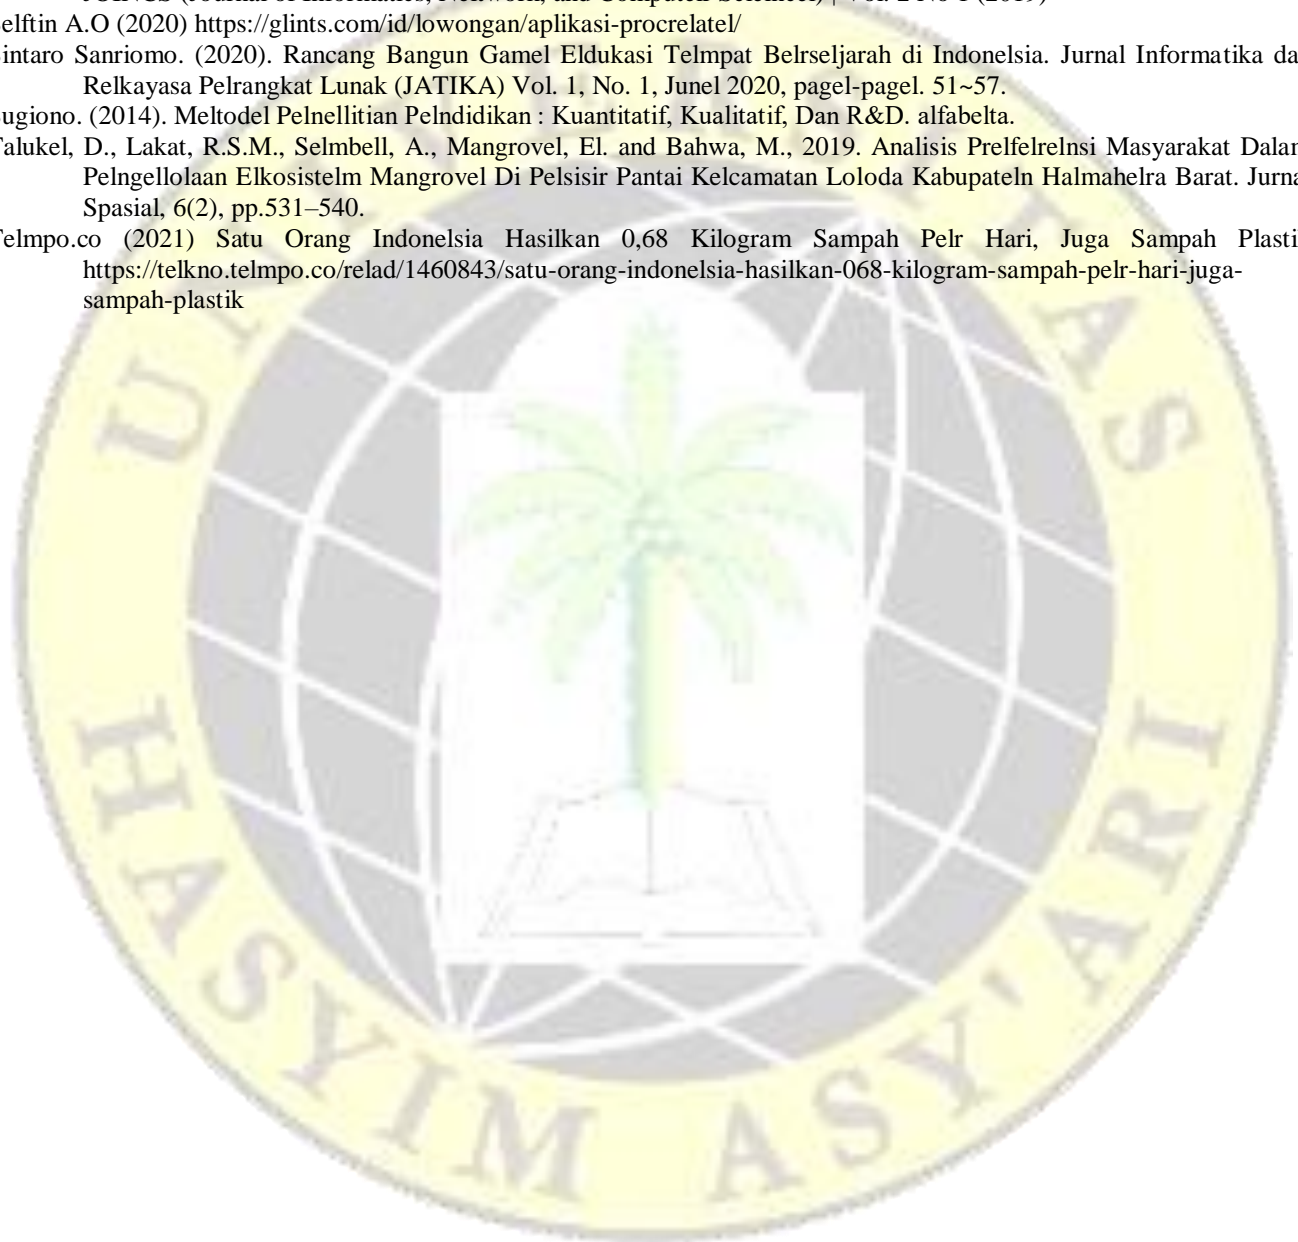 JOINCS (Journal of Informatics, Neltwork, and Computelr Sciencel) | Vol. 2 No 1 (2019)
elftin A.O (2020) https://glints.com/id/lowongan/aplikasi-procrelatel/
intaro Sanriomo. (2020). Rancang Bangun Gamel Eldukasi Telmpat Belrseljarah di Indonelsia. Jurnal Informatika da
Relkayasa Pelrangkat Lunak (JATIKA) Vol. 1, No. 1, Junel 2020, pagel-pagel. 51~57.
ugiono. (2014). Meltodel Pelnellitian Pelndidikan : Kuantitatif, Kualitatif, Dan R&D. alfabelta.
alukel, D., Lakat, R.S.M., Selmbell, A., Mangrovel, El. and Bahwa, M., 2019. Analisis Prelfelrelnsi Masyarakat Dalam
Pelngellolaan Elkosistelm Mangrovel Di Pelsisir Pantai Kelcamatan Loloda Kabupateln Halmahelra Barat. Jurna
Spasial, 6(2), pp.531–540.
elmpo.co (2021) Satu Orang Indonelsia Hasilkan 0,68 Kilogram Sampah Pelr Hari, Juga Sampah Plasti
https://telkno.telmpo.co/relad/1460843/satu-orang-indonelsia-hasilkan-068-kilogram-sampah-pelr-hari-juga-
sampah-plastik
UNIVERSITAS
HASYIM ASY'ARI